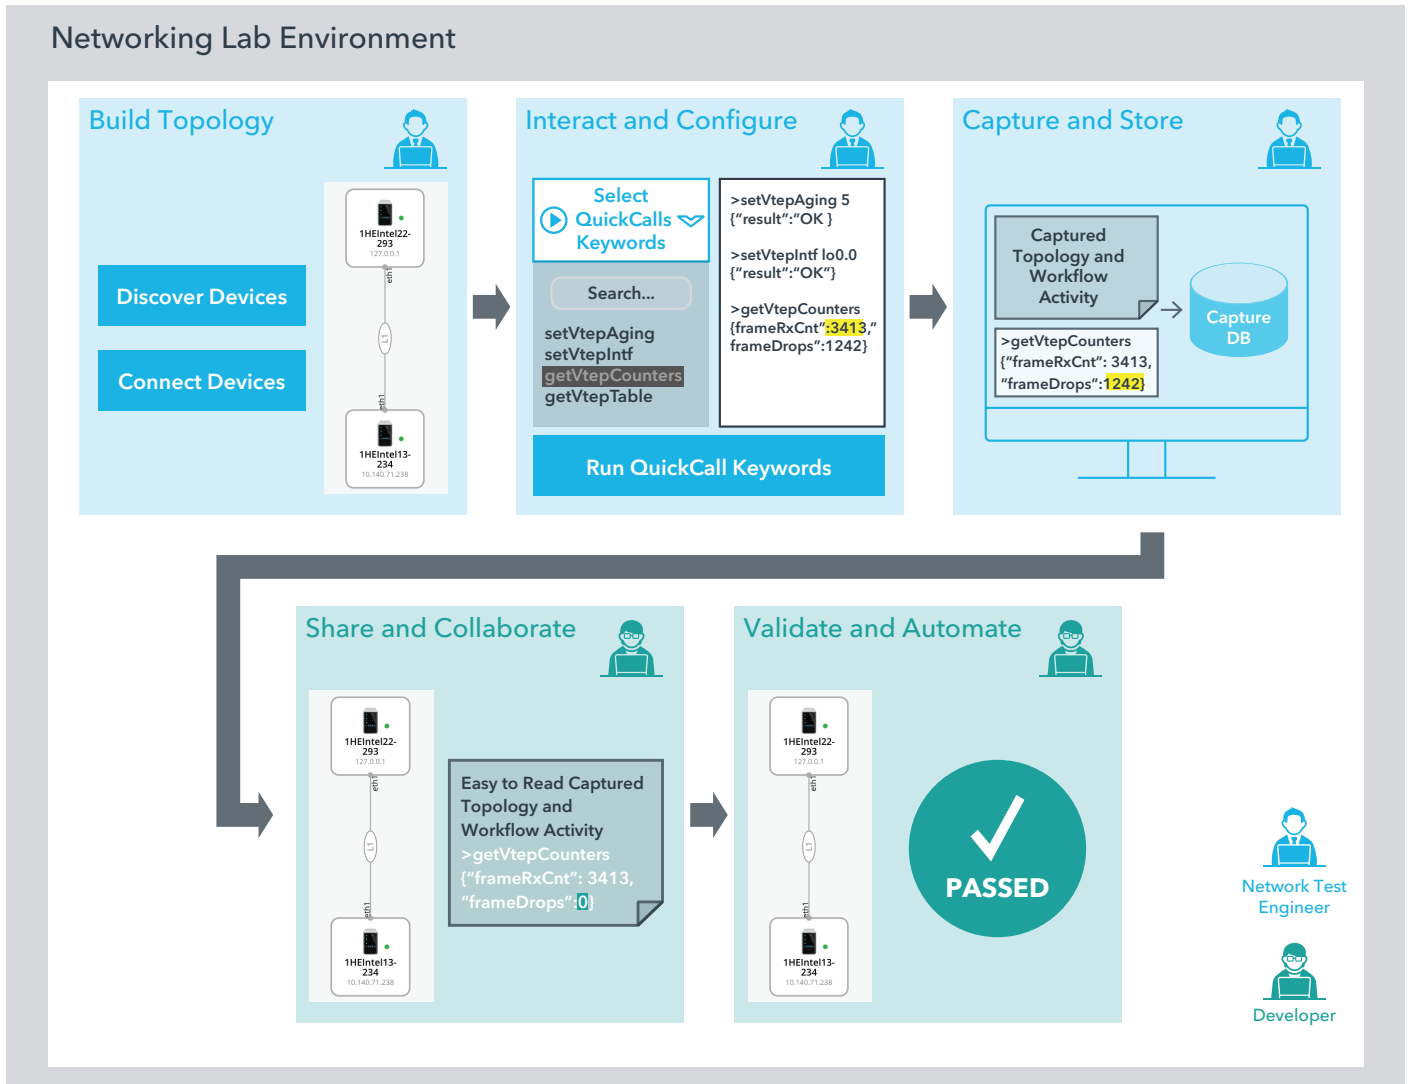 Networking Lab Environment
Build Topology
Discover Devices
Connect Devices
1HEIntel22-
293
127.0.0.1
eth1
L1
eth1
1HEIntel13-
234
10.140.71.238
Interact and Configure
Select
QuickCalls
Keywords
Search...
setVtepAging
setVtepIntf
getVtepCounters
getVtepTable
>setVtepAging 5
{“result”:“OK }
>setVtepIntf lo0.0
{“result”:“OK”}
>getVtepCounters
{frameRxCnt”:3413,”
frameDrops”:1242}
Run QuickCall Keywords
Capture and Store
Captured
Topology and
Workflow
Activity
>getVtepCounters
{“frameRxCnt”: 3413,
“frameDrops”:1242}
Capture
DB
Share and Collaborate
1HEIntel22-
293
127.0.0.1
eth1
L1
eth1
1HEIntel13-
234
10.140.71.238
Easy to Read Captured
Topology and
Workflow Activity
>getVtepCounters
{“frameRxCnt”: 3413,
“frameDrops”:0}
Validate and Automate
1HEIntel22-
293
127.0.0.1
eth1
L1
eth1
1HEIntel13-
234
10.140.71.238
PASSED
Network Test
Engineer
Developer